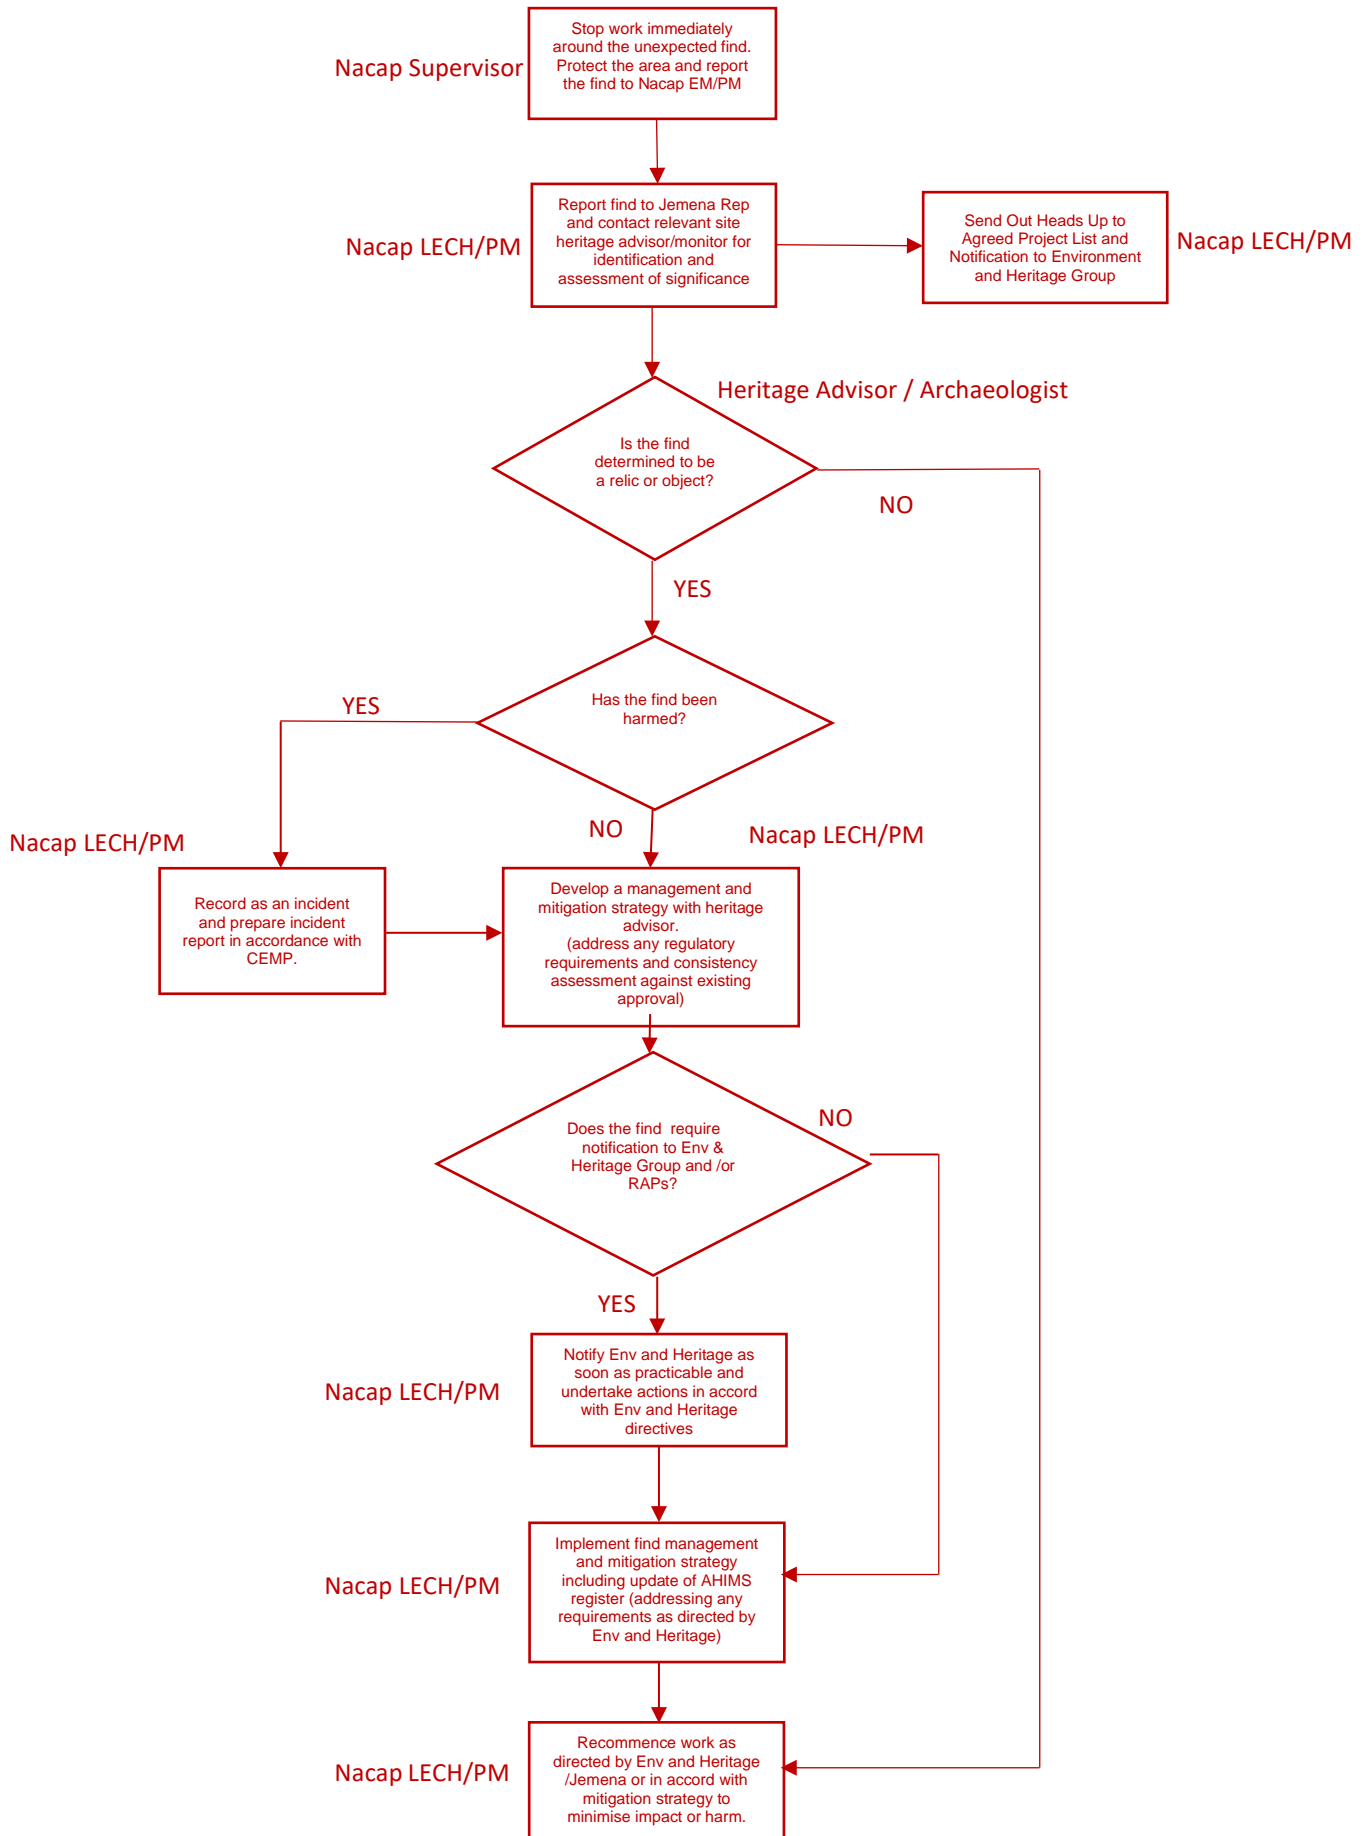 Stop work immediately
around the unexpected find.
Protect the area and report
the find to Nacap EM/PM
Nacap Supervisor
Report find to Jemena Rep
and contact relevant site
heritage advisor/monitor for
identification and
assessment of significance
Nacap LECH/PM
Send Out Heads Up to
Agreed Project List and
Notification to Environment
and Heritage Group
Nacap LECH/PM
Heritage Advisor / Archaeologist
Is the find
determined to be
a relic or object?
NO
YES
Has the find been
harmed?
YES
NO
Nacap LECH/PM
Nacap LECH/PM
Record as an incident
and prepare incident
report in accordance with
CEMP.
Develop a management and
mitigation strategy with heritage
advisor.
(address any regulatory
requirements and consistency
assessment against existing
approval)
Does the find  require
notification to Env &
Heritage Group and /or
RAPs?
NO
YES
Notify Env and Heritage as
soon as practicable and
undertake actions in accord
with Env and Heritage
directives
Nacap LECH/PM
Implement find management
and mitigation strategy
including update of AHIMS
register (addressing any
requirements as directed by
Env and Heritage)
Nacap LECH/PM
Recommence work as
directed by Env and Heritage
/Jemena or in accord with
mitigation strategy to
minimise impact or harm.
Nacap LECH/PM